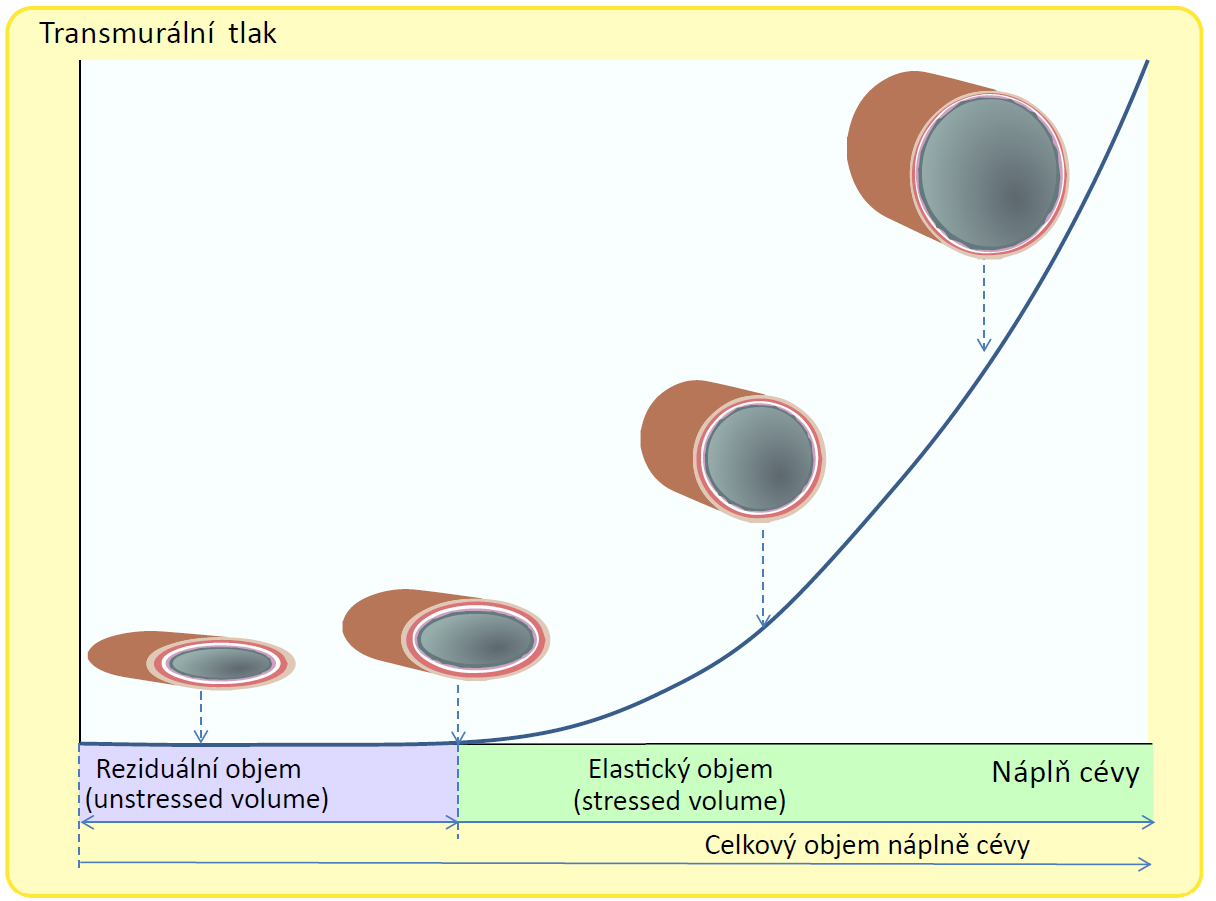 Transmurální tlak
Reziduální objem
(unstressed volume)
Elastický objem
(stressed volume)
Náplň cévy
Celkový objem náplně cévy